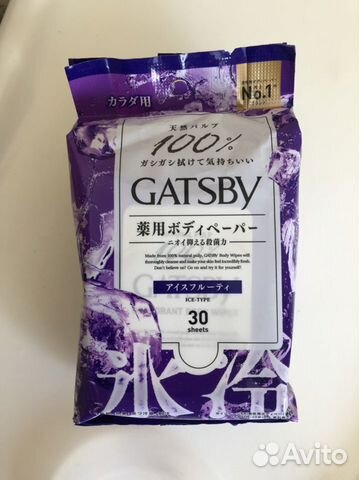 カラダ用
No.1
天然パルプ
100%
ガシガシ拭けて気持ちいい
GATSBY
薬用ボディペーパー
ニオイ抑える殺菌力
Made from 100% natural pulp, GATSBY Body Wipes will
thoroughly cleanse and make your skin feel incredibly fresh.
Don't believe us? Go on and try it for yourself!
アイスフルーティ
ICE-TYPE
30
sheets
氷冷
Avito